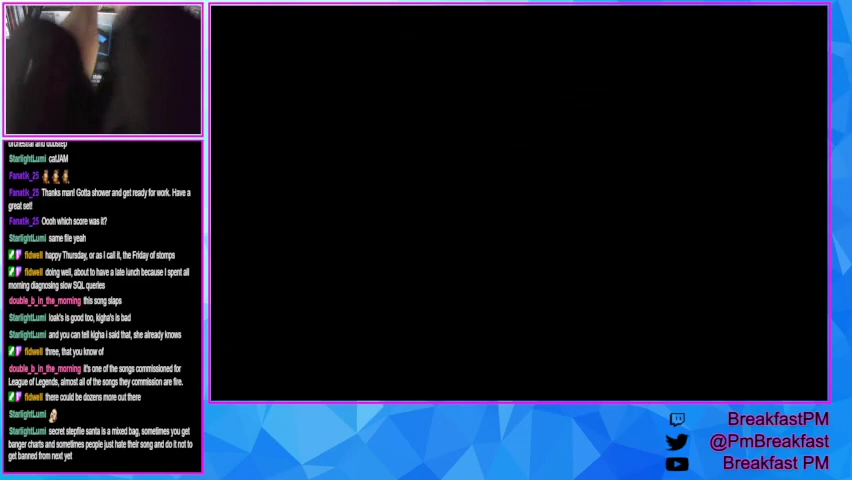 orchestral and dubstep
StarlightLumi catJAM
Fanatik_25
Fanatik_25 Thanks man! Gotta shower and get ready for work. Have a
great set!
Fanatik_25 Oooh which score was it?
StarlightLumi same file yeah
fidwell happy Thursday, or as I call it, the Friday of stomps
fidwell doing well, about to have a late lunch because I spent all
morning diagnosing slow SQL queries
double_b_in_the_morning this song slaps
StarlightLumi loak's is good too, kigha's is bad
StarlightLumi and you can tell kigha i said that, she already knows
fidwell three, that you know of
double_b_in_the_morning it's one of the songs commissioned for
League of Legends, almost all of the songs they commission are fire.
fidwell there could be dozens more out there
StarlightLumi
StarlightLumi secret stepfile santa is a mixed bag, sometimes you get
banger charts and sometimes people just hate their song and do it not to
get banned from next yet
BreakfastPM
@PmBreakfast
Breakfast PM